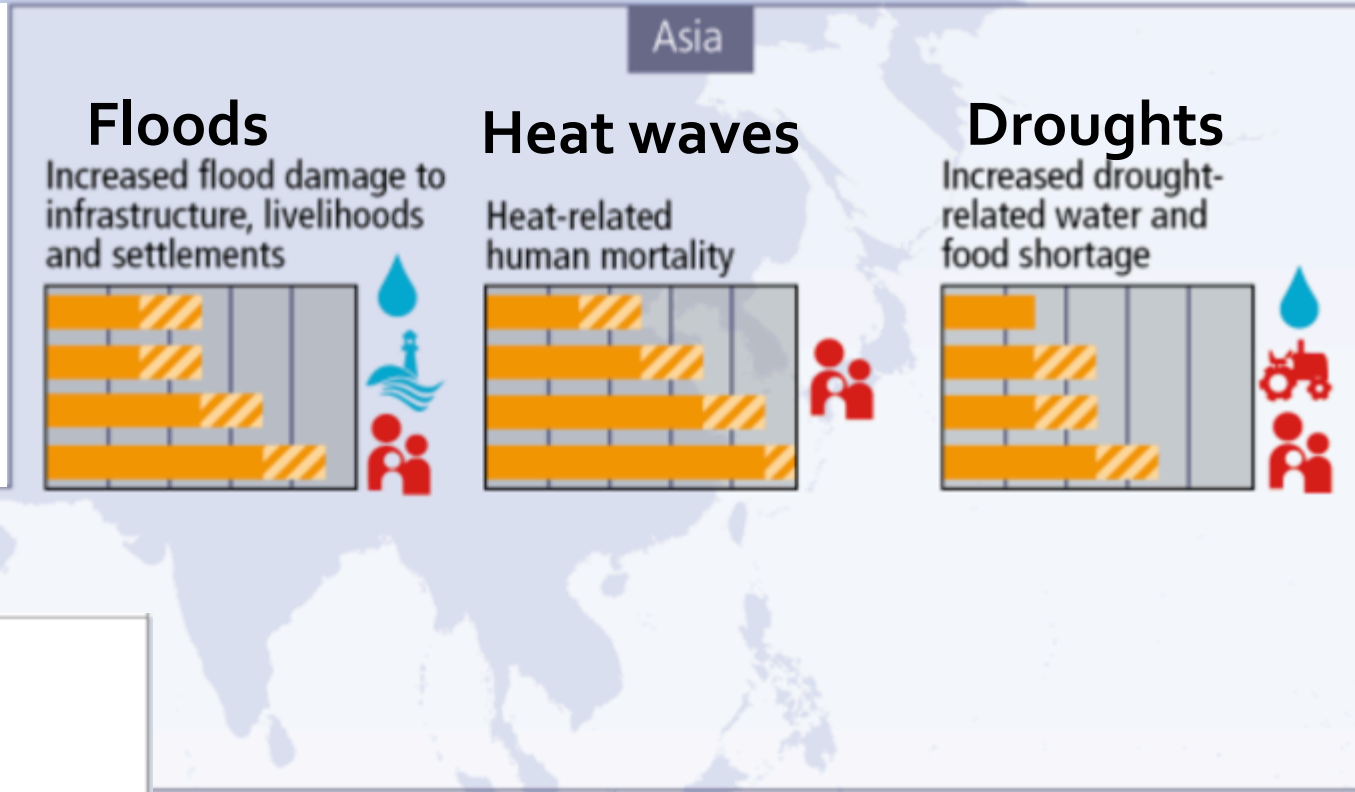 Asia
Floods
Increased flood damage to
infrastructure, livelihoods
and settlements
Heat waves
Heat-related
human mortality
Droughts
Increased drought-
related water and
food shortage